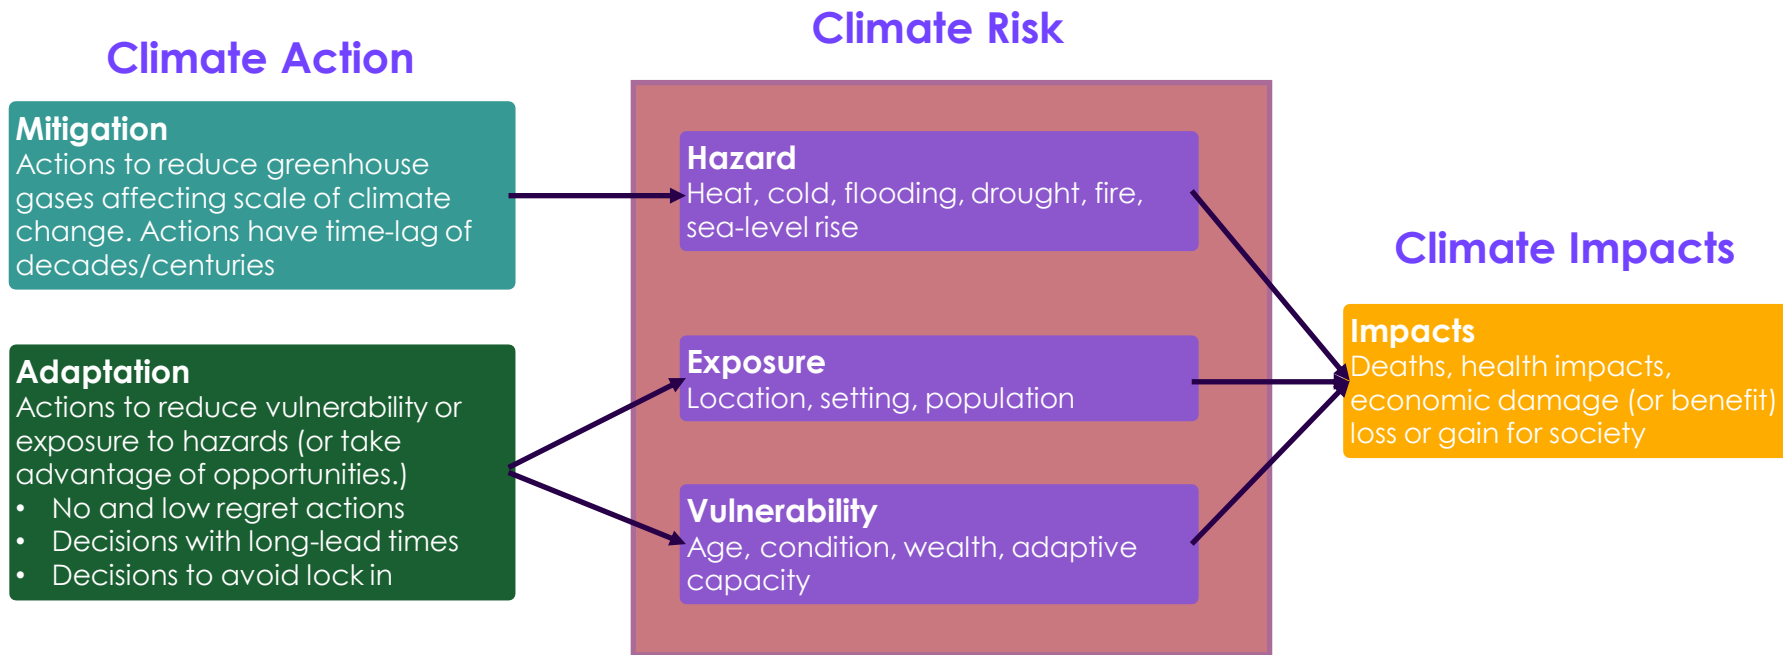 Climate Action
Mitigation
Actions to reduce greenhouse
gases affecting scale of climate
change. Actions have time-lag of
decades/centuries
Adaptation
Actions to reduce vulnerability or
exposure to hazards (or take
advantage of opportunities.)
• No and low regret actions
• Decisions with long-lead times
• Decisions to avoid lock in
Climate Risk
Hazard
Heat, cold, flooding, drought, fire,
sea-level rise
Exposure
Location, setting, population
Vulnerability
Age, condition, wealth, adaptive
capacity
Climate Impacts
Impacts
Deaths, health impacts,
economic damage (or benefit)
loss or gain for society